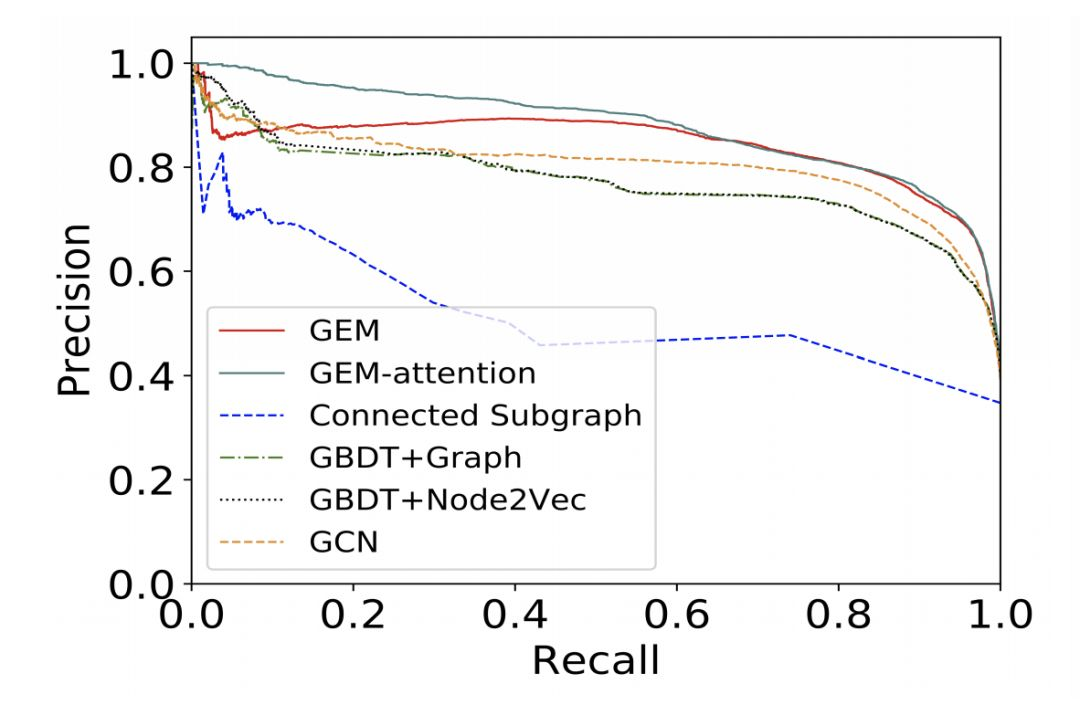 1.0
0.8
0.6
0.4
0.2
0.0
Precision
GEM
GEM-attention
Connected Subgraph
GBDT+Graph
GBDT+Node2Vec
GCN
0.0 0.2 0.4 0.6 0.8 1.0
Recall